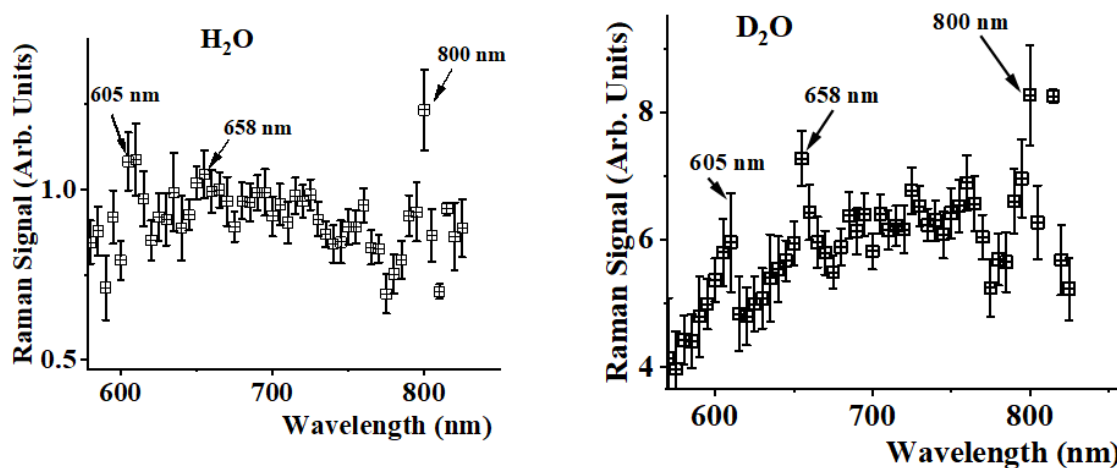 H₂O
800 nm
605 nm
658 nm
Raman Signal (Arb. Units)
1.0
0.5
600
700
800
Wavelength (nm)
D₂O
800 nm
658 nm
605 nm
Raman Signal (Arb. Units)
8
6
4
600
700
800
Wavelength (nm)